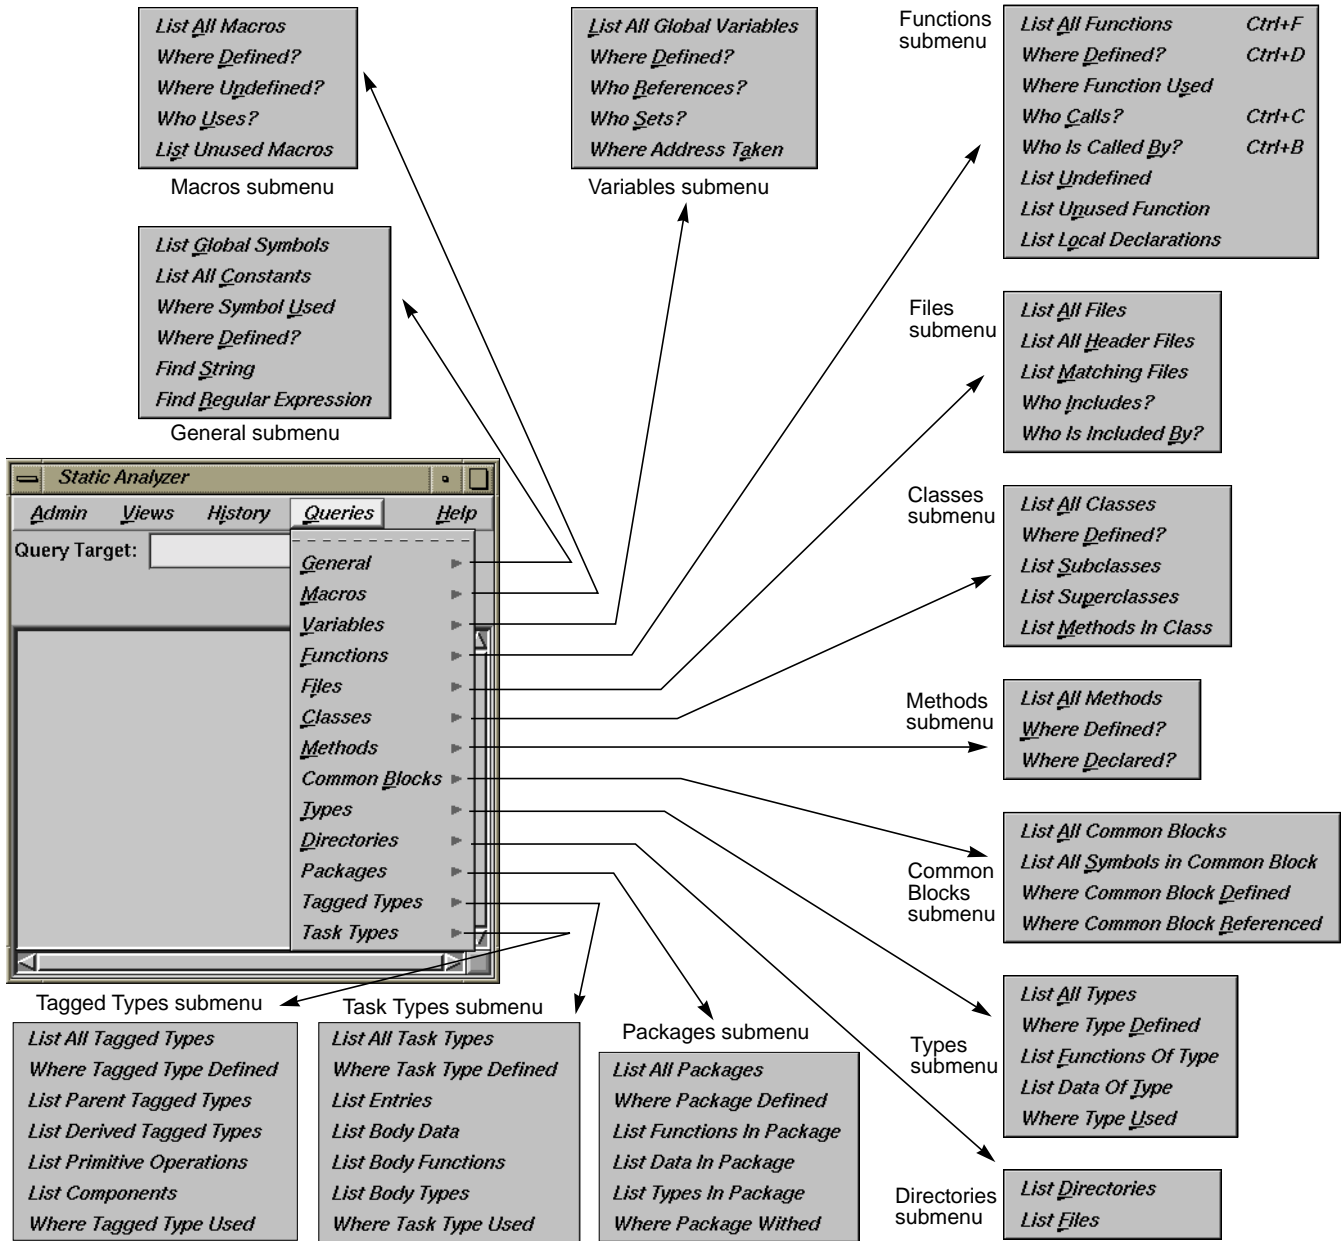 List All Macros
Where Defined?
Where Undefined?
Who Uses?
List Unused Macros
Macros submenu
List All Global Variables
Where Defined?
Who References?
Who Sets?
Where Address Taken
Variables submenu
Functions
submenu
List All Functions Ctrl+F
Where Defined? Ctrl+D
Where Function Used
Who Calls? Ctrl+C
Who Is Called By? Ctrl+B
List Undefined
List Unused Function
List Local Declarations
List Global Symbols
List All Constants
Where Symbol Used
Where Defined?
Find String
Find Regular Expression
General submenu
Files
submenu
List All Files
List All Header Files
List Matching Files
Who Includes?
Who Is Included By?
Static Analyzer
Admin Views History Queries Help
Query Target:
General
Macros
Variables
Functions
Files
Classes
Methods
Common Blocks
Types
Directories
Packages
Tagged Types
Task Types
Classes
submenu
List All Classes
Where Defined?
List Subclasses
List Superclasses
List Methods In Class
Methods
submenu
List All Methods
Where Defined?
Where Declared?
Common
Blocks
submenu
List All Common Blocks
List All Symbols in Common Block
Where Common Block Defined
Where Common Block Referenced
Types
submenu
List All Types
Where Type Defined
List Functions Of Type
List Data Of Type
Where Type Used
Tagged Types submenu
List All Tagged Types
Where Tagged Type Defined
List Parent Tagged Types
List Derived Tagged Types
List Primitive Operations
List Components
Where Tagged Type Used
Task Types submenu
List All Task Types
Where Task Type Defined
List Entries
List Body Data
List Body Functions
List Body Types
Where Task Type Used
Packages submenu
List All Packages
Where Package Defined
List Functions In Package
List Data In Package
List Types In Package
Where Package Withed
Directories
submenu
List Directories
List Files